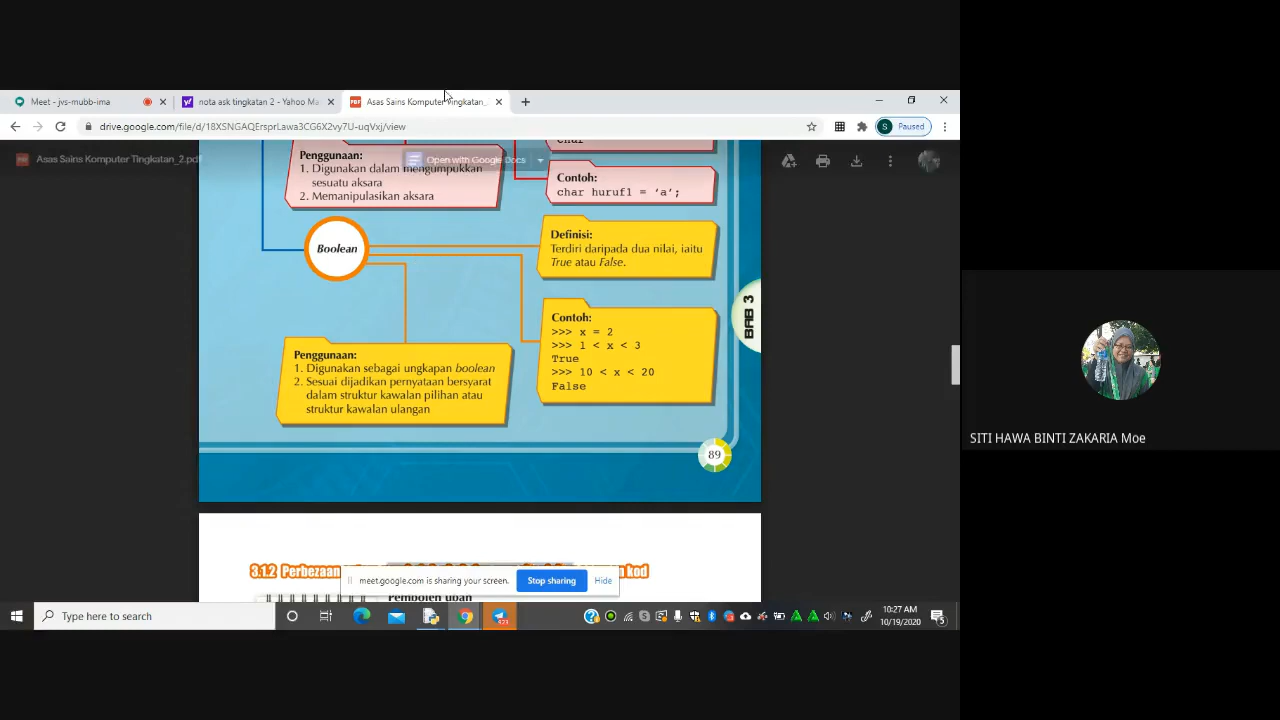 Meet - jvs-mubb-ima
nota ask tingkatan 2 - Yahoo Ma
Asas Sains Komputer Tingkatan_
drive.google.com/file/d/18XSNGAQErsprLawa3CG6X2vy7U-uqVxj/view
S
Paused
Asas Sains Komputer Tingkatan_2.pdf
Open with Google Docs
Penggunaan:
1. Digunakan dalam mengumpukkan
sesuatu aksara
2. Memanipulasikan aksara
char
Contoh:
char huruf1 = ‘a’;
Boolean
Definisi:
Terdiri daripada dua nilai, iaitu
True atau False.
Contoh:
>>> x = 2
>>> 1 < x < 3
True
>>> 10 < x < 20
False
Penggunaan:
1. Digunakan sebagai ungkapan boolean
2. Sesuai dijadikan pernyataan bersyarat
dalam struktur kawalan pilihan atau
struktur kawalan ulangan
BAB 3
89
3.1.2 Perbezaan
kod
meet.google.com is sharing your screen.
Stop sharing
Hide
Type here to search
10:27 AM
10/19/2020
5
SITI HAWA BINTI ZAKARIA Moe